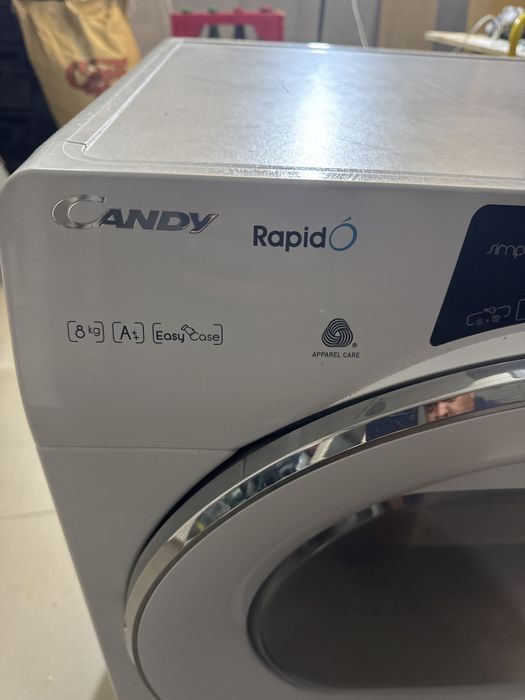 CANDY
RapidÓ
8 kg A++ Easy Case
APPAREL CARE